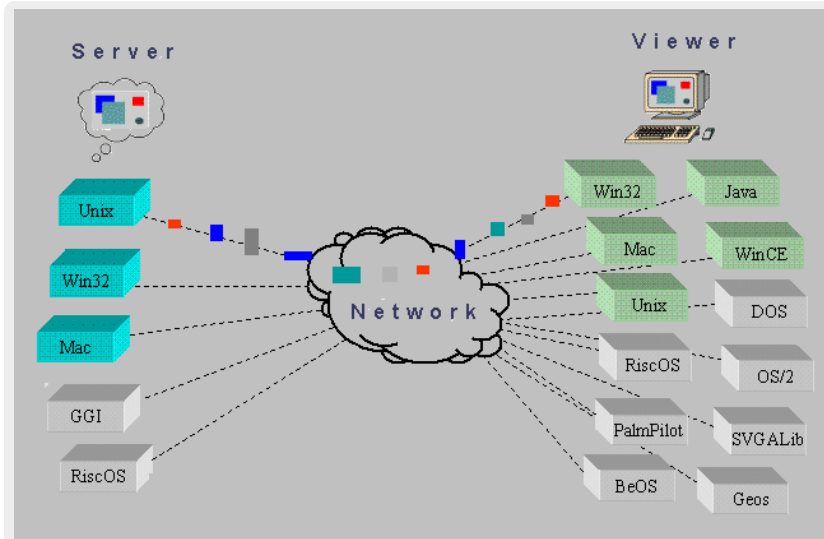 Server
Viewer
Unix
Win32
Mac
GGI
RiscOS
Network
Win32
Java
Mac
WinCE
Unix
DOS
RiscOS
OS/2
PalmPilot
SVGALib
BeOS
Geos